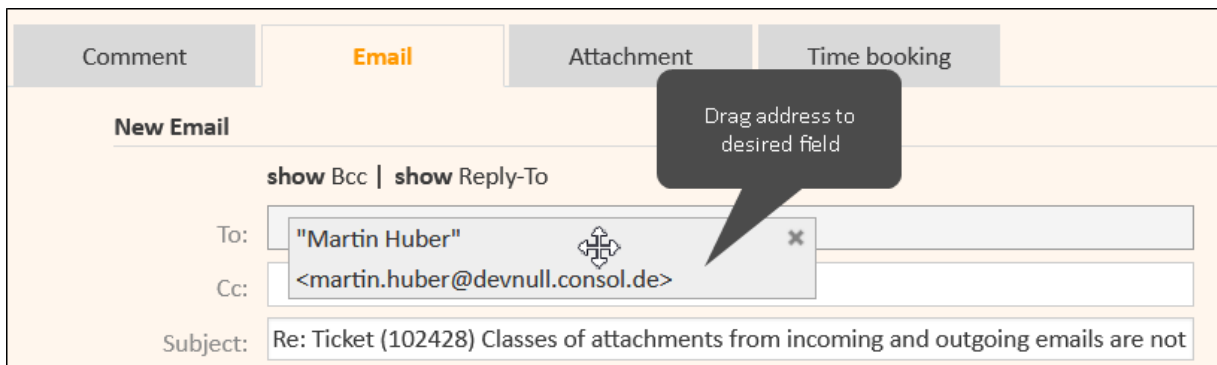 Comment Email Attachment Time booking
Drag address to
desired field
New Email
show Bcc | show Reply-To
To: "Martin Huber"
<martin.huber@devnull.consol.de>
Cc:
Subject: Re: Ticket (102428) Classes of attachments from incoming and outgoing emails are not